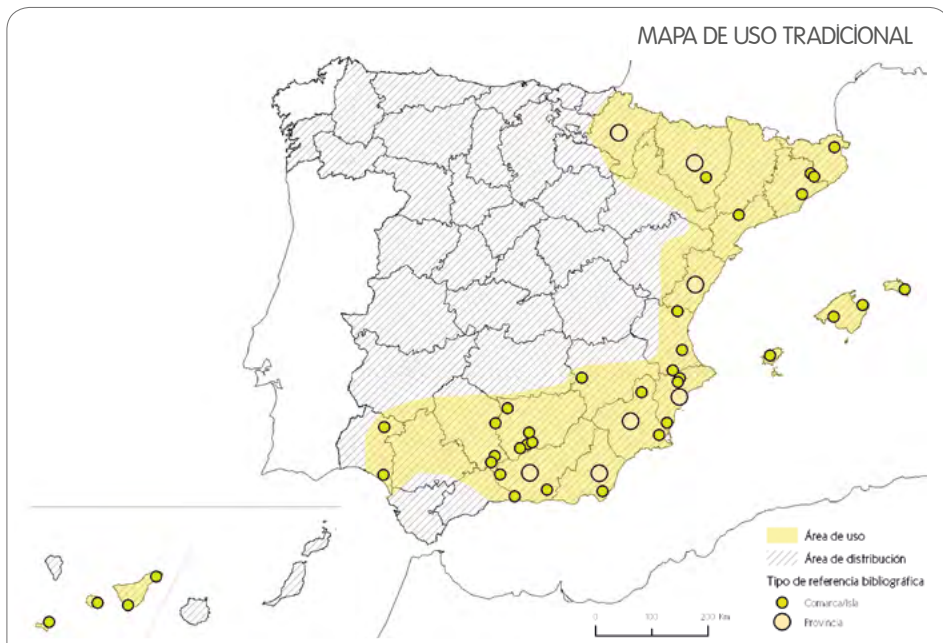 MAPA DE USO TRADICIONAL
Área de uso
Área de distribución
Tipo de referencia bibliográfica
Comarca/Isla
Provincia
0 100 200 Km